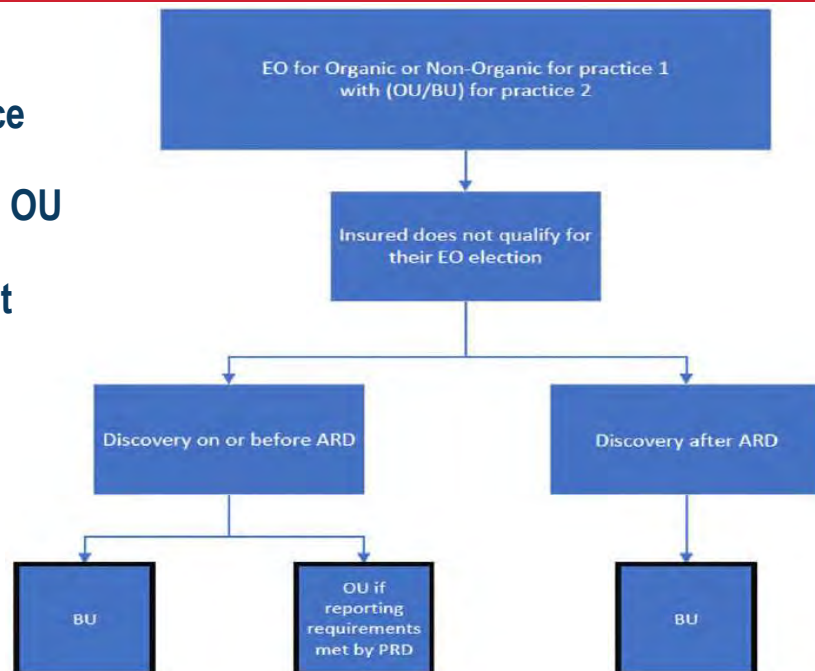 ce
OU
t
EO for Organic or Non-Organic for practice 1
with (OU/BU) for practice 2
Insured does not qualify for
their EO election
Discovery on or before ARD
Discovery after ARD
BU
OU if
reporting
requirements
met by PRD
BU